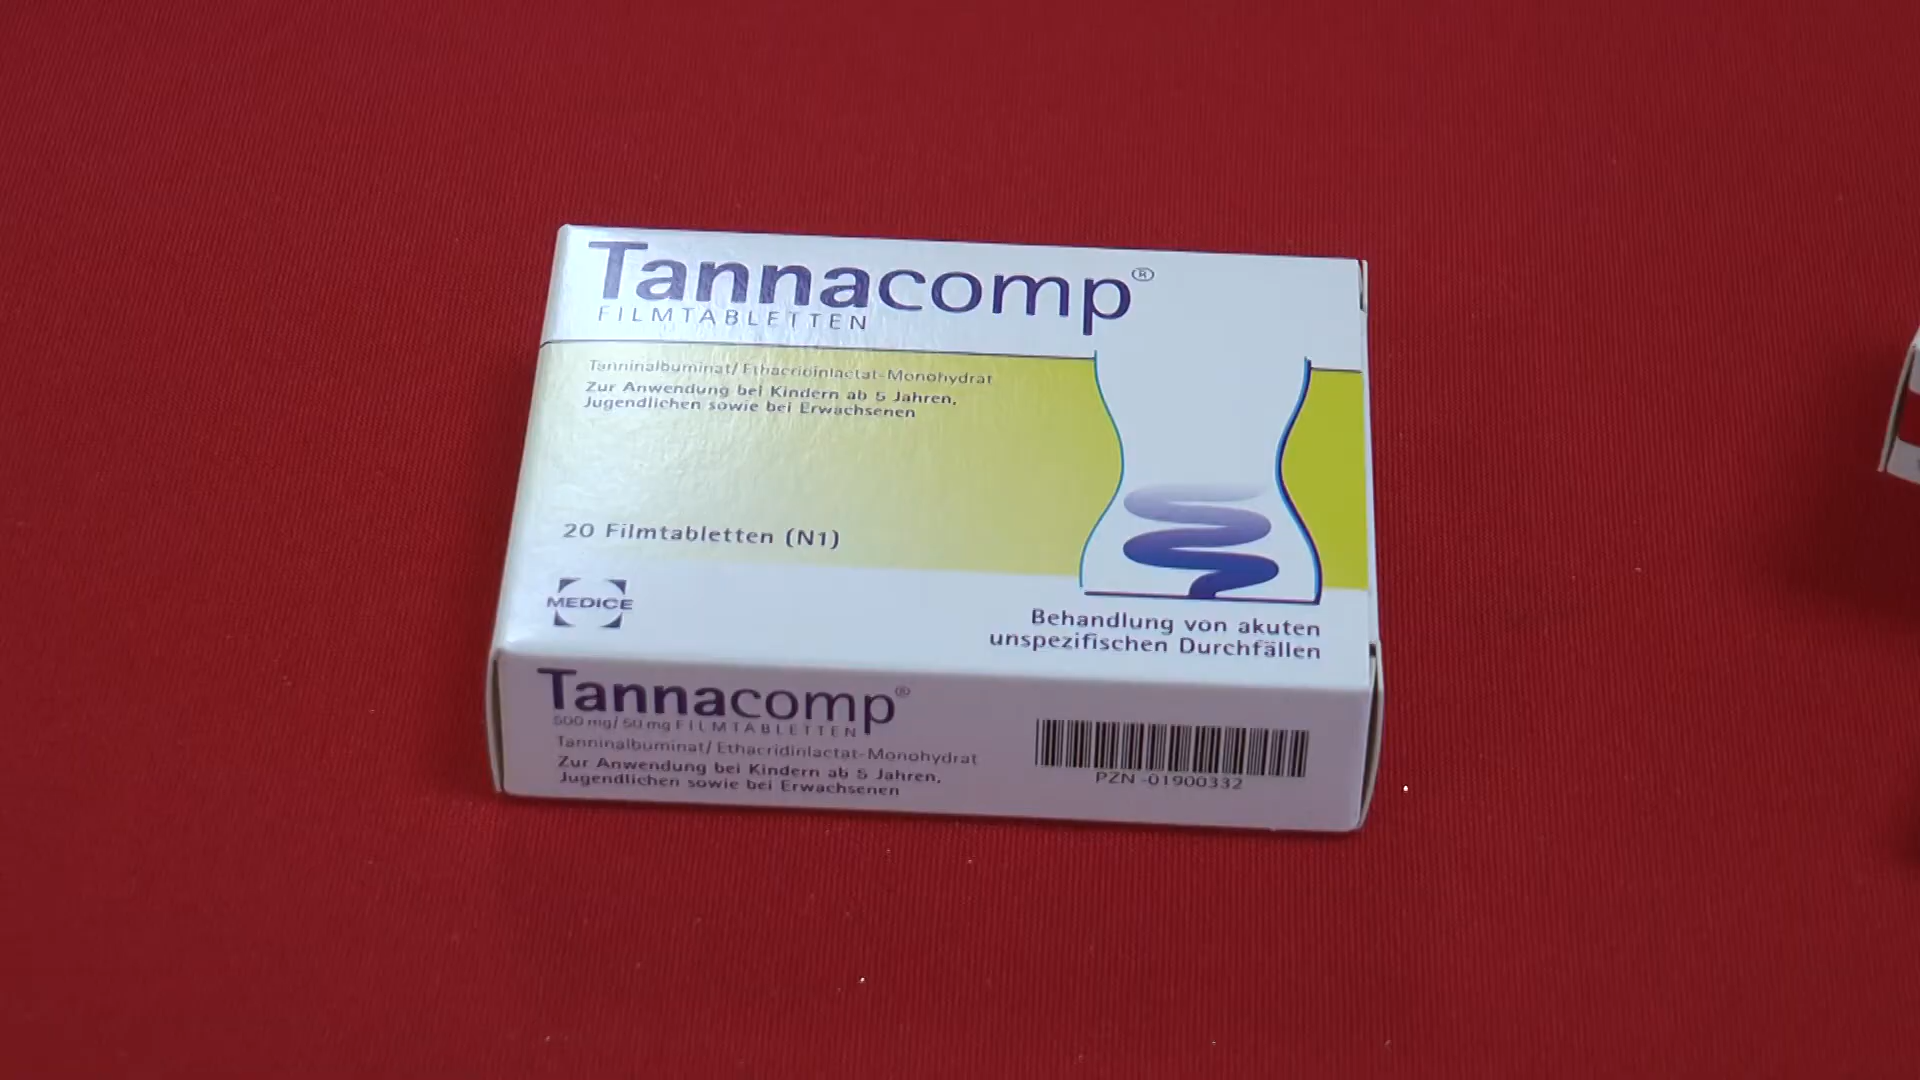 Tannacomp®
FILMTABLETTEN
Tanninalbuminat/Ethacridinlactat-Monohydrat
Zur Anwendung bei Kindern ab 5 Jahren,
Jugendlichen sowie bei Erwachsenen
20 Filmtabletten (N1)
MEDICE
Behandlung von akuten
unspezifischen Durchfällen
Tannacomp®
500 mg/50 mg FILMTABLETTEN
Tanninalbuminat/Ethacridinlactat-Monohydrat
Zur Anwendung bei Kindern ab 5 Jahren,
Jugendlichen sowie bei Erwachsenen
PZN -01900332